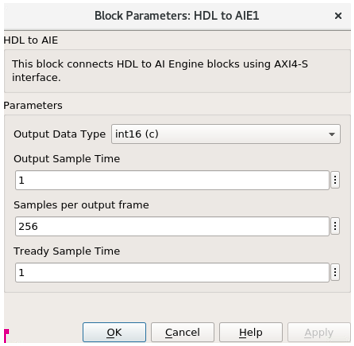 Block Parameters: HDL to AIE1
HDL to AIE
This block connects HDL to AI Engine blocks using AXI4-S
interface.
Parameters
Output Data Type int16 (c)
Output Sample Time
1
Samples per output frame
256
Tready Sample Time
1
OK Cancel Help Apply